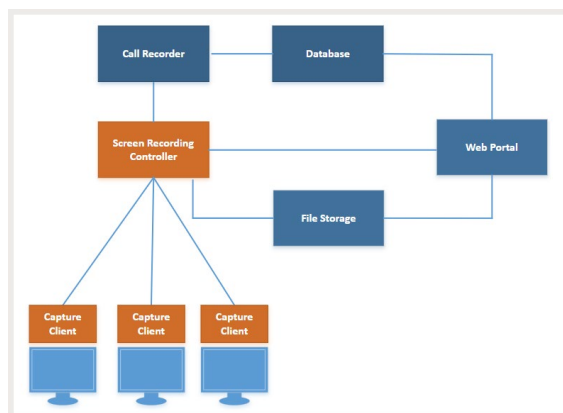 Call Recorder
Database
Screen Recording
Controller
Web Portal
File Storage
Capture
Client
Capture
Client
Capture
Client